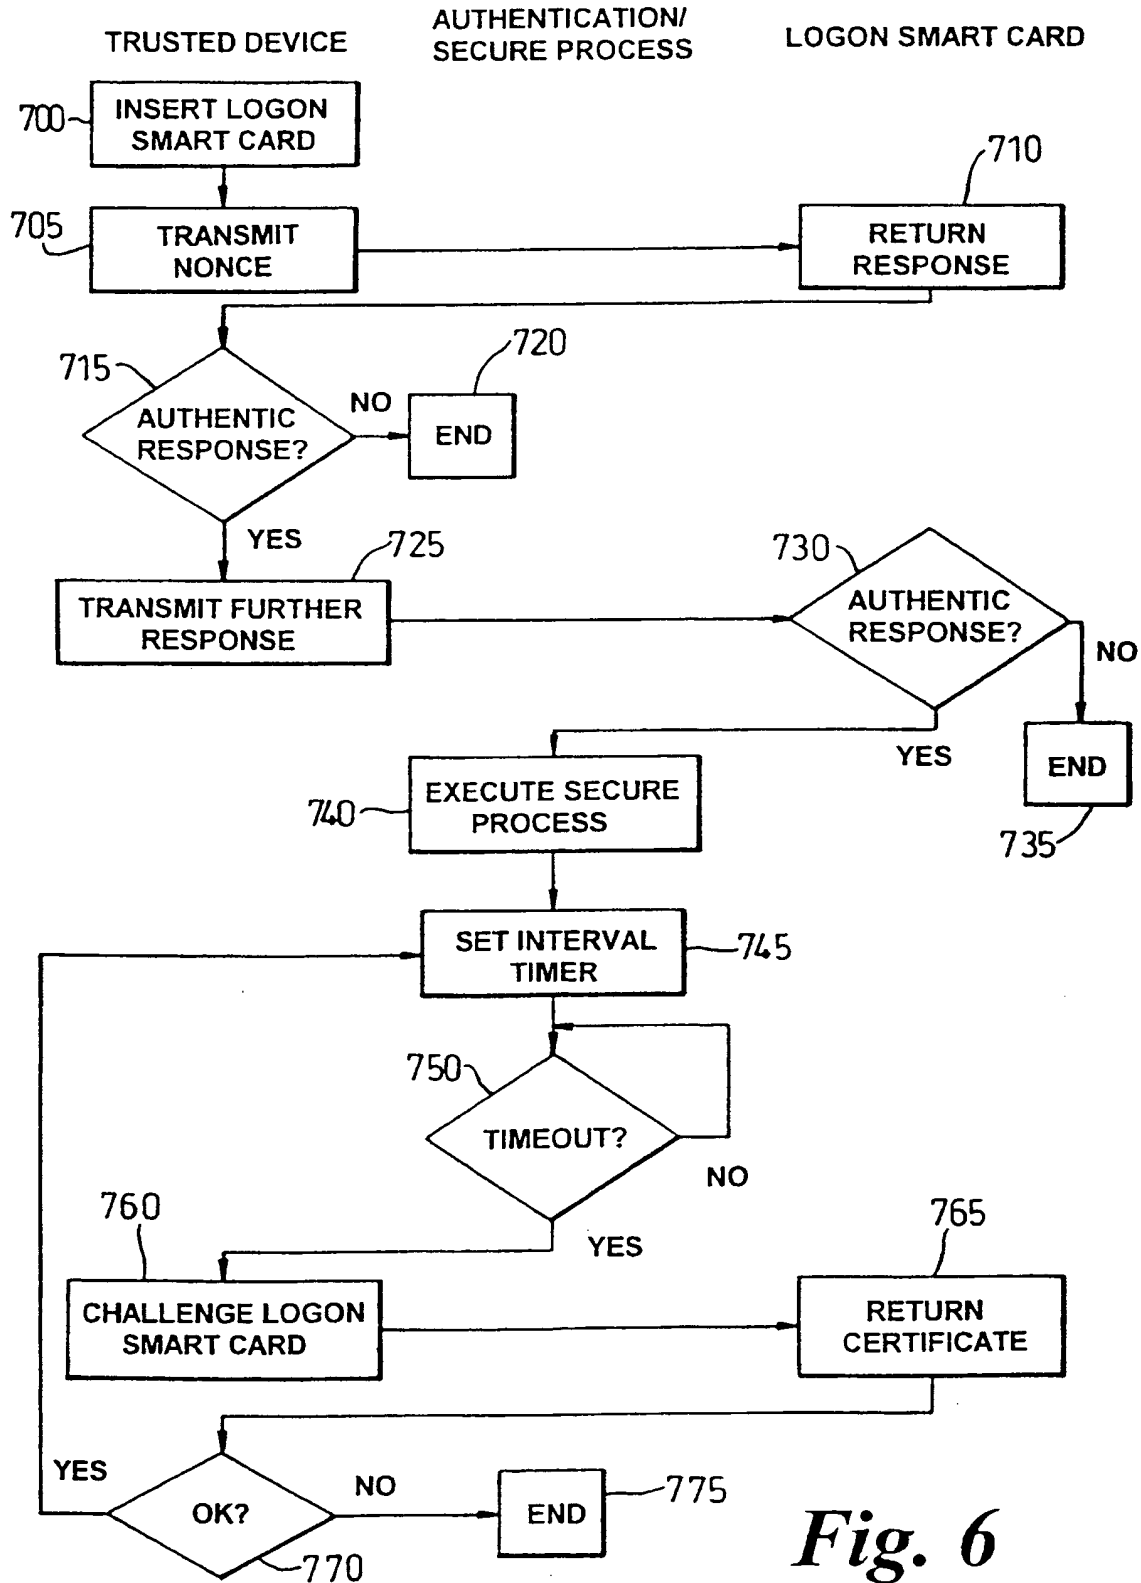 TRUSTED DEVICE
AUTHENTICATION/
SECURE PROCESS
LOGON SMART CARD
700
INSERT LOGON
SMART CARD
705
TRANSMIT
NONCE
710
RETURN
RESPONSE
715
AUTHENTIC
RESPONSE?
NO
720
END
YES
725
TRANSMIT FURTHER
RESPONSE
730
AUTHENTIC
RESPONSE?
NO
YES
END
735
740
EXECUTE SECURE
PROCESS
SET INTERVAL
TIMER
745
750
TIMEOUT?
NO
YES
760
CHALLENGE LOGON
SMART CARD
765
RETURN
CERTIFICATE
YES
OK?
770
NO
END
775
Fig. 6